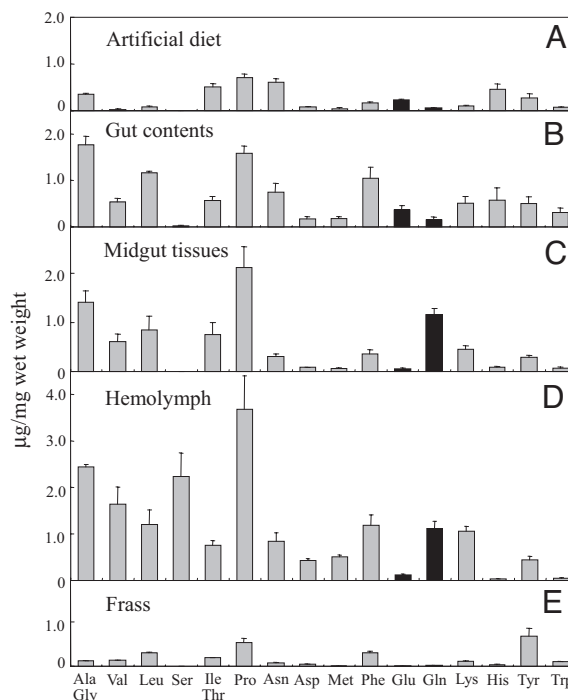 2.0
Artificial diet
A
1.0
0
Gut contents
B
2.0
1.0
0
Midgut tissues
C
2.0
1.0
0
Hemolymph
D
4.0
2.0
1.0
0
Frass
E
1.0
0
μg/mg wet weight
Ala Val Leu Ser Ile Pro Asn Asp Met Phe Glu Gln Lys His Tyr Trp
Gly Thr